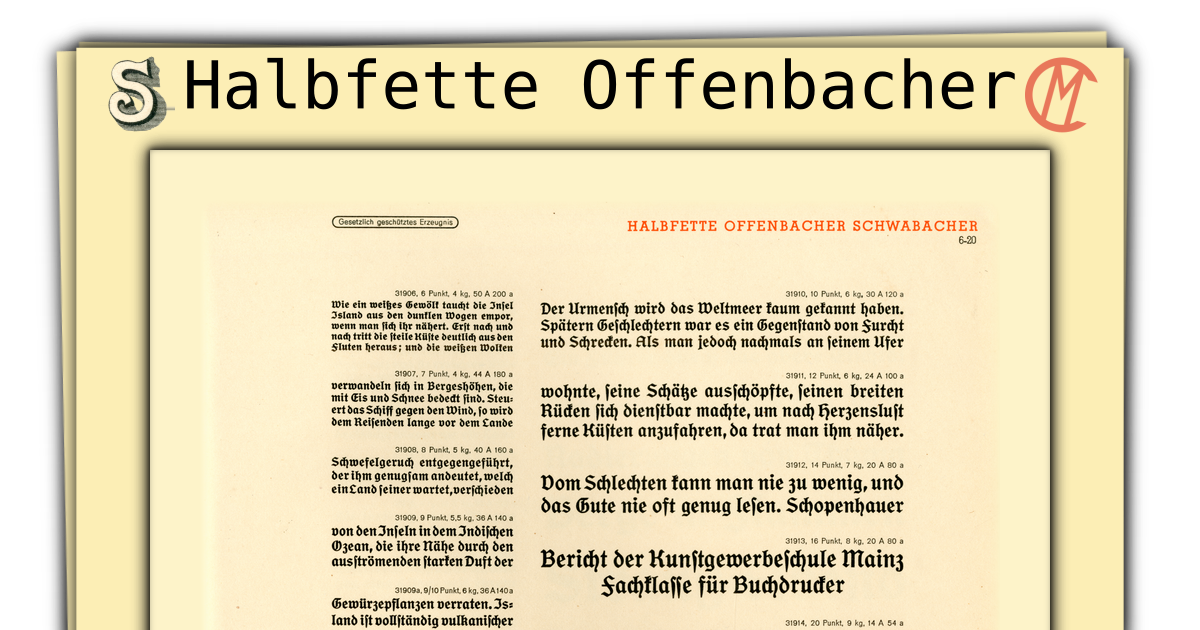 S Halbfette Offenbacher CM
Gesetzlich geschütztes Erzeugnis
HALBFETTE OFFENBACHER SCHWABACHER
6-20
31906, 6 Punkt, 4 kg, 50 A 200 a
Wie ein weißes Gewölk taucht die Insel
Island aus den dunklen Wogen empor,
wenn man sich ihr nähert. Erst nach und
nach tritt die steile Küste deutlich aus den
Fluten heraus; und die weißen Wolken
31907, 7 Punkt, 4 kg, 44 A 180 a
verwandeln sich in Bergeshöhen, die
mit Eis und Schnee bedeckt sind. Steu-
ert das Schiff gegen den Wind, so wird
dem Reisenden lange vor dem Lande
31908, 8 Punkt, 5 kg, 40 A 160 a
Schwefelgeruch entgegengeführt,
der ihm genugsam andeutet, welch
ein Land seiner wartet, verschieden
31909, 9 Punkt, 5,5 kg, 36 A 140 a
von den Inseln in dem Indischen
Ozean, die ihre Nähe durch den
ausströmenden starken Duft der
31909a, 9/10 Punkt, 6 kg, 36 A 140 a
Gewürzepflanzen verraten. Is-
land ist vollständig vulkanischer
31910, 10 Punkt, 6 kg, 30 A 120 a
Der Urmensch wird das Weltmeer kaum gekannt haben.
Spätern Geschlechtern war es ein Gegenstand von Furcht
und Schrecken. Als man jedoch nachmals an seinem Ufer
31911, 12 Punkt, 6 kg, 24 A 100 a
wohnte, seine Schätze ausschöpfte, seinen breiten
Rücken sich dienstbar machte, um nach Herzenslust
ferne Küsten anzufahren, da trat man ihm näher.
31912, 14 Punkt, 7 kg, 20 A 80 a
Vom Schlechten kann man nie zu wenig, und
das Gute nie oft genug lesen. Schopenhauer
31913, 16 Punkt, 8 kg, 20 A 80 a
Bericht der Kunstgewerbeschule Mainz
Fachklasse für Buchdrucker
31914, 20 Punkt, 9 kg, 14 A 54 a